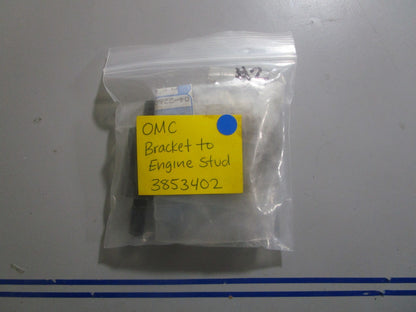 OMC
Bracket to
Engine Stud
3853402